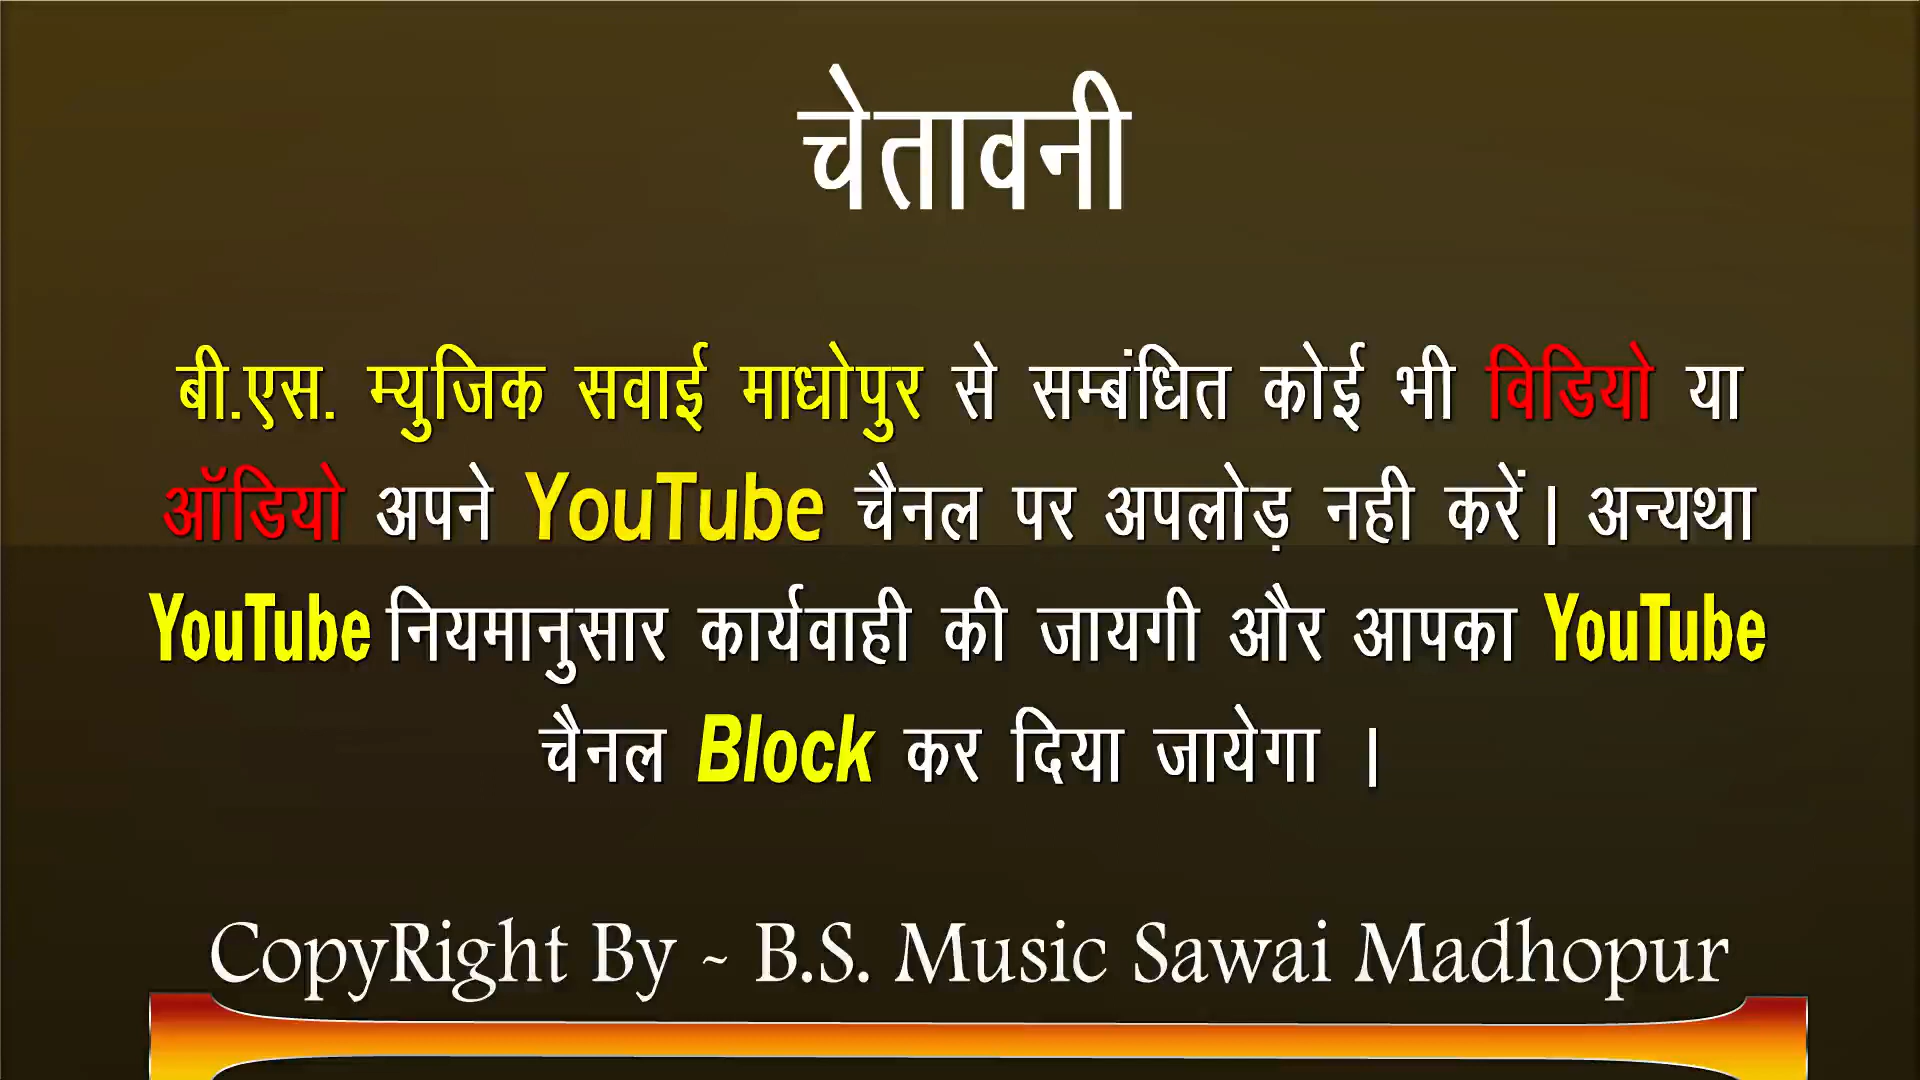 चेतावनी
बी.एस. म्युजिक सवाई माधोपुर से सम्बंधित कोई भी विडियो या
ऑडियो अपने YouTube चैनल पर अपलोड़ नही करें। अन्यथा
YouTube नियमानुसार कार्यवाही की जायगी और आपका YouTube
चैनल Block कर दिया जायेगा ।
CopyRight By - B.S. Music Sawai Madhopur